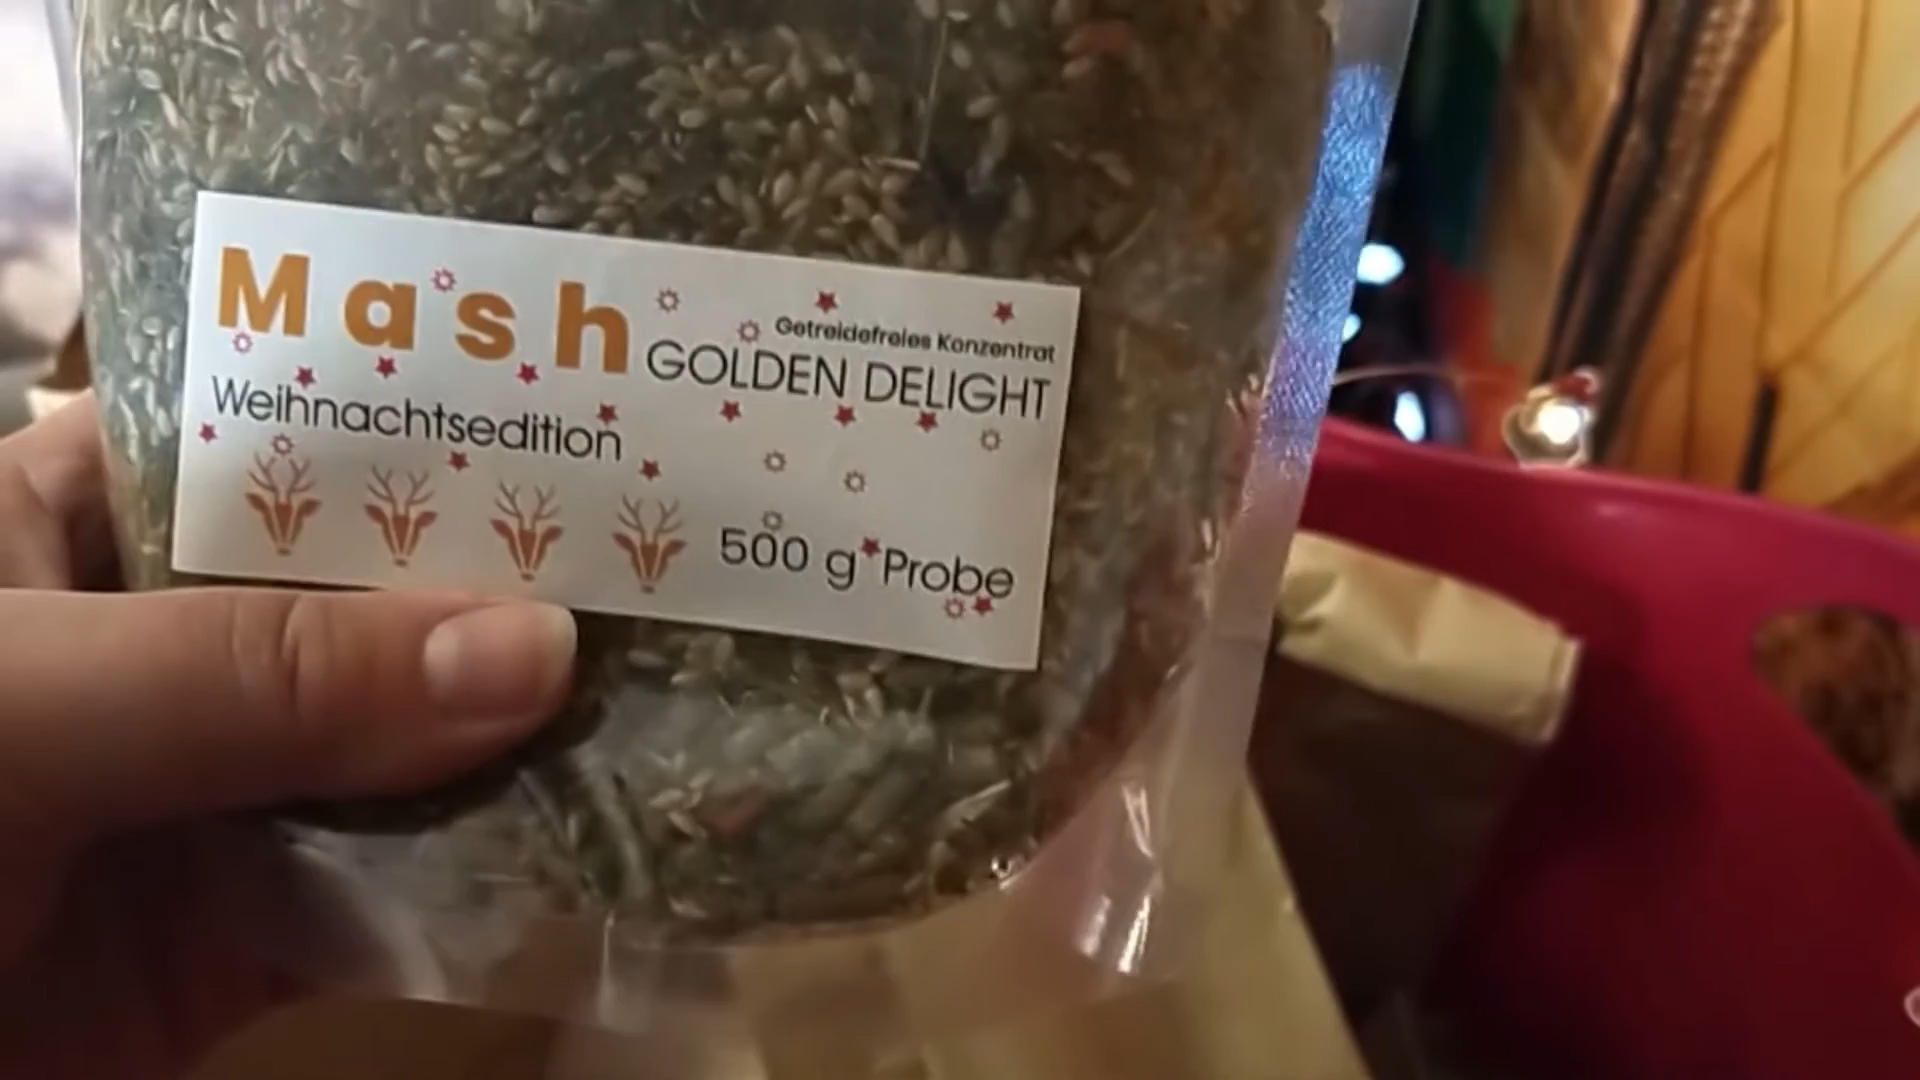 Mash
Getreidefreies Konzentrat
GOLDEN DELIGHT
Weihnachtsedition
500 g Probe